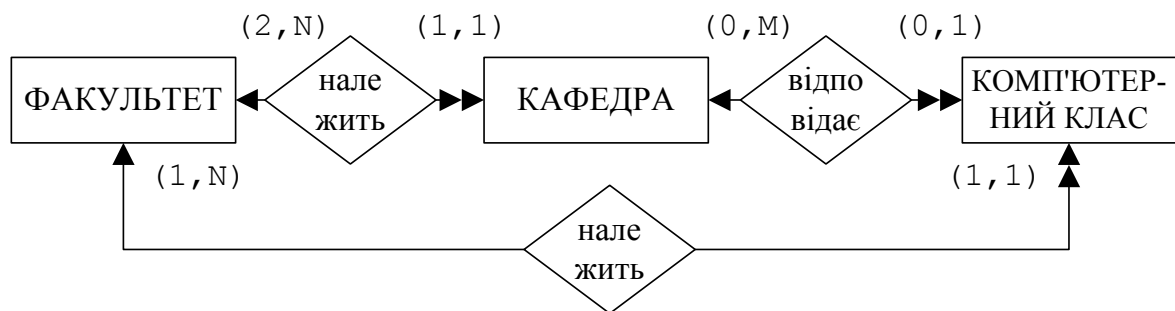 (2,N)
(1,1)
(0,M)
(0,1)
ФАКУЛЬТЕТ
нале
жить
КАФЕДРА
відпо
відає
КОМП'ЮТЕР-
НИЙ КЛАС
(1,N)
(1,1)
нале
жить